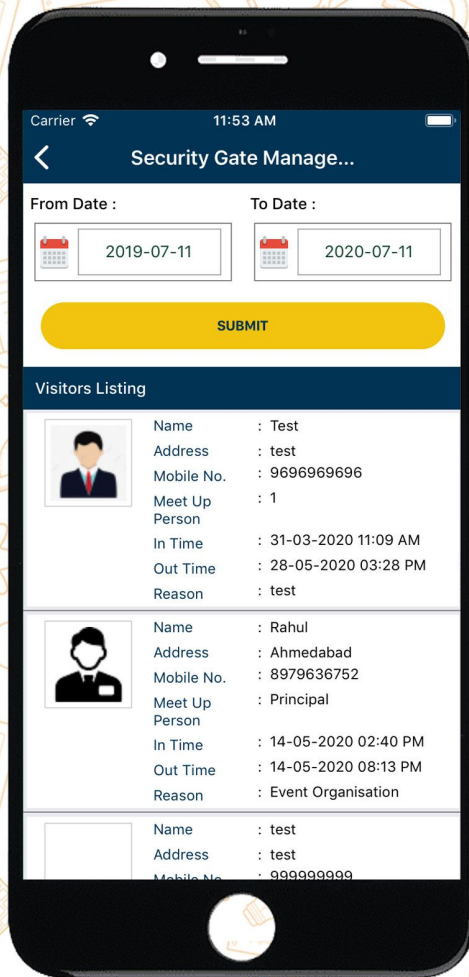 Carrier 11:53 AM
Security Gate Manage...
From Date : To Date :
2019-07-11 2020-07-11
SUBMIT
Visitors Listing
Name : Test
Address : test
Mobile No. : 9696969696
Meet Up Person : 1
In Time : 31-03-2020 11:09 AM
Out Time : 28-05-2020 03:28 PM
Reason : test
Name : Rahul
Address : Ahmedabad
Mobile No. : 8979636752
Meet Up Person : Principal
In Time : 14-05-2020 02:40 PM
Out Time : 14-05-2020 08:13 PM
Reason : Event Organisation
Name : test
Address : test
Mobile No. : 999999999